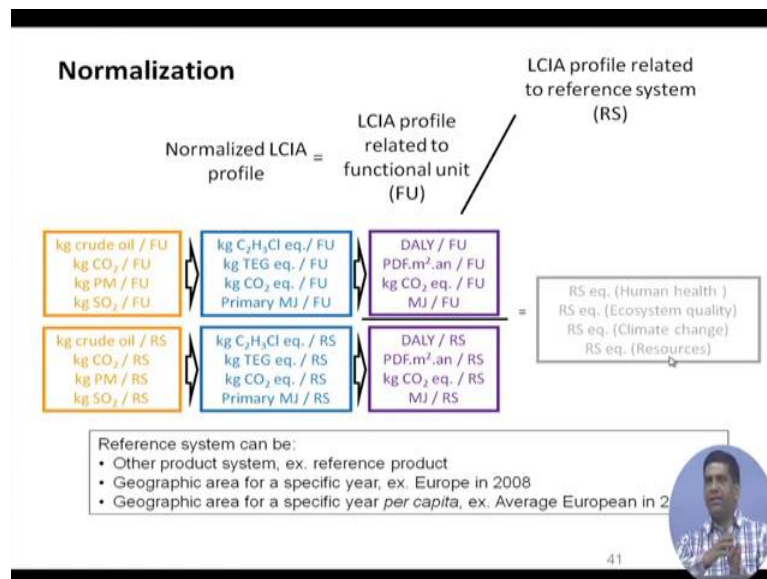 Normalization
LCIA profile related
to reference system
(RS)
Normalized LCIA
profile
=
LCIA profile
related to
functional unit
(FU)
kg crude oil / FU
kg CO₂ / FU
kg PM / FU
kg SO₂ / FU
kg C₂H₃Cl eq./ FU
kg TEG eq. / FU
kg CO₂ eq. / FU
Primary MJ / FU
DALY / FU
PDF.m².an / FU
kg CO₂ eq. / FU
MJ / FU
kg crude oil / RS
kg CO₂ / RS
kg PM / RS
kg SO₂ / RS
kg C₂H₃Cl eq. / RS
kg TEG eq. / RS
kg CO₂ eq. / RS
Primary MJ / RS
DALY / RS
PDF.m².an / RS
kg CO₂ eq. / RS
MJ / RS
=
RS eq. (Human health )
RS eq. (Ecosystem quality)
RS eq. (Climate change)
RS eq. (Resources)
Reference system can be:
• Other product system, ex. reference product
• Geographic area for a specific year, ex. Europe in 2008
• Geographic area for a specific year per capita, ex. Average European in 2
41